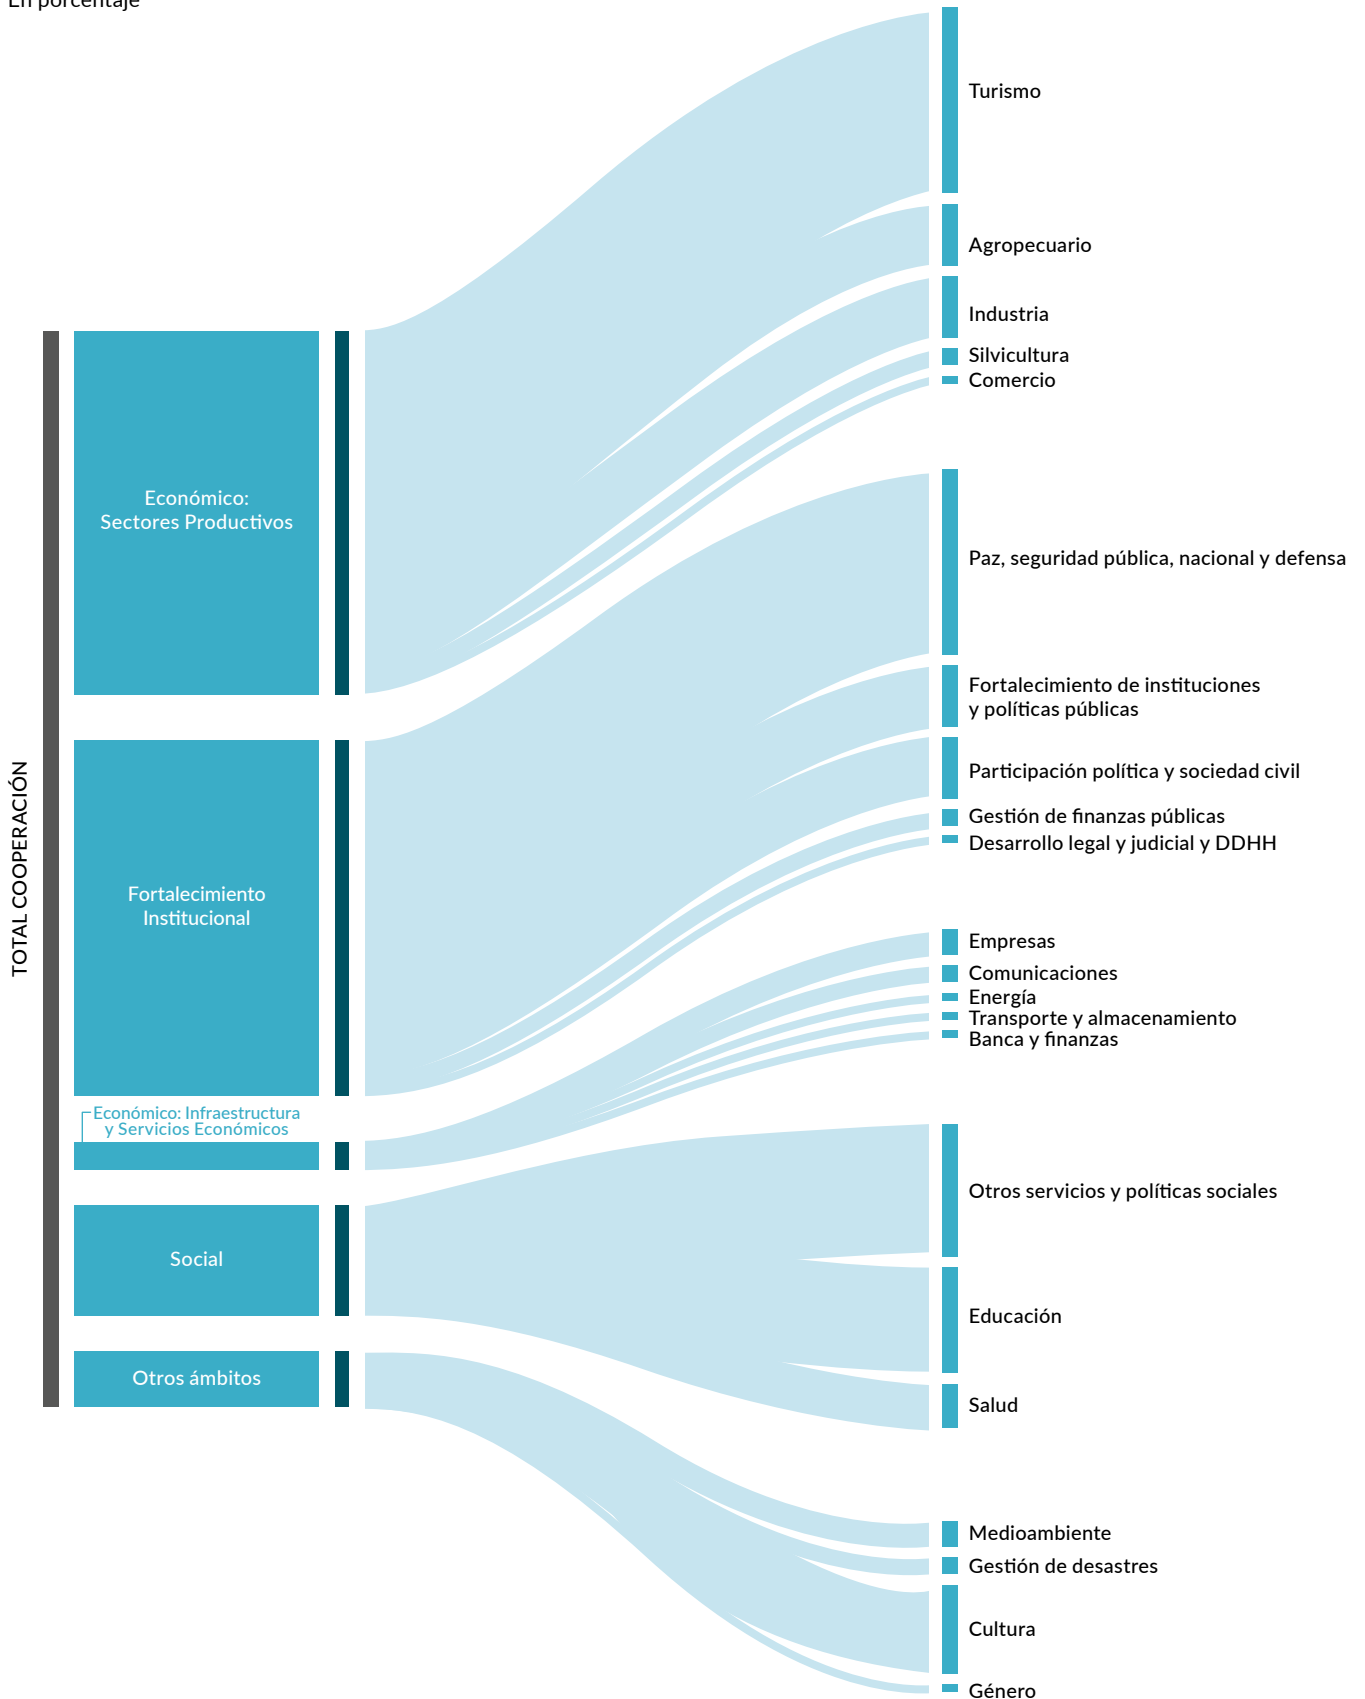 En porcentaje
TOTAL COOPERACIÓN
Económico:
Sectores Productivos
Turismo
Agropecuario
Industria
Silvicultura
Comercio
Fortalecimiento
Institucional
Paz, seguridad pública, nacional y defensa
Fortalecimiento de instituciones
y políticas públicas
Participación política y sociedad civil
Gestión de finanzas públicas
Desarrollo legal y judicial y DDHH
Económico: Infraestructura
y Servicios Económicos
Empresas
Comunicaciones
Energía
Transporte y almacenamiento
Banca y finanzas
Social
Otros servicios y políticas sociales
Educación
Salud
Otros ámbitos
Medioambiente
Gestión de desastres
Cultura
Género